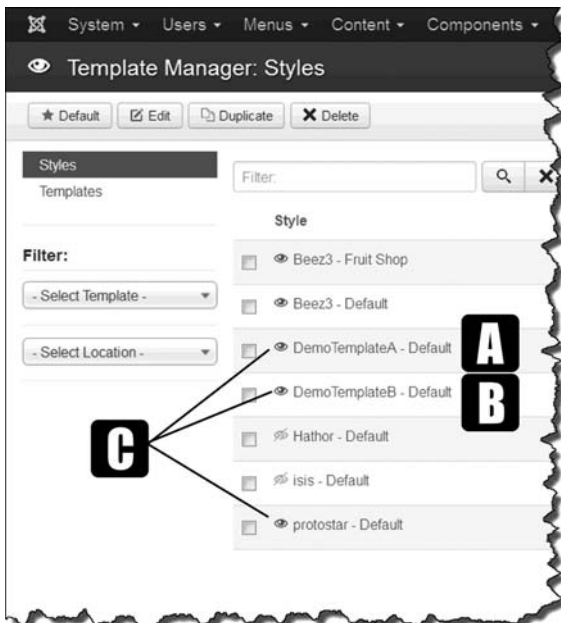 System Users Menus Content Components
Template Manager: Styles
Default Edit Duplicate Delete
Styles
Templates
Filter:
- Select Template -
- Select Location -
Filter:
Style
Beez3 - Fruit Shop
Beez3 - Default
DemoTemplateA - Default A
DemoTemplateB - Default B
C
Hathor - Default
isis - Default
protostar - Default